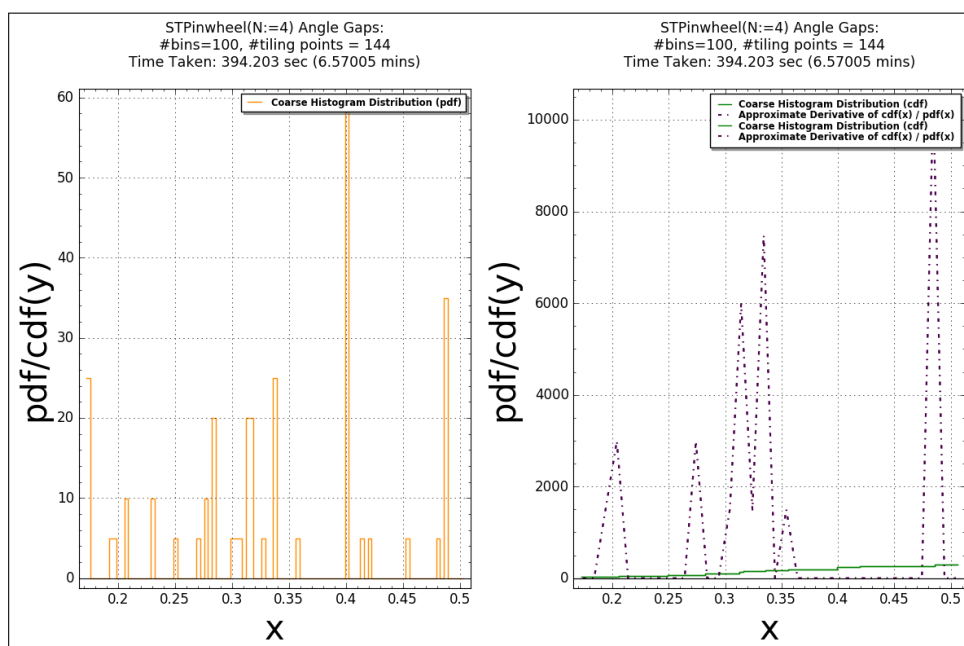 STPinwheel(N:=4) Angle Gaps:
#bins=100, #tiling points = 144
Time Taken: 394.203 sec (6.57005 mins)
Coarse Histogram Distribution (pdf)
60
50
40
30
20
10
0
0.2
0.25
0.3
0.35
0.4
0.45
0.5
pdf/cdf(y)
x
STPinwheel(N:=4) Angle Gaps:
#bins=100, #tiling points = 144
Time Taken: 394.203 sec (6.57005 mins)
Coarse Histogram Distribution (cdf)
Approximate Derivative of cdf(x) / pdf(x)
Coarse Histogram Distribution (cdf)
Approximate Derivative of cdf(x) / pdf(x)
10000
8000
6000
4000
2000
0
0.2
0.25
0.3
0.35
0.4
0.45
0.5
pdf/cdf(y)
x